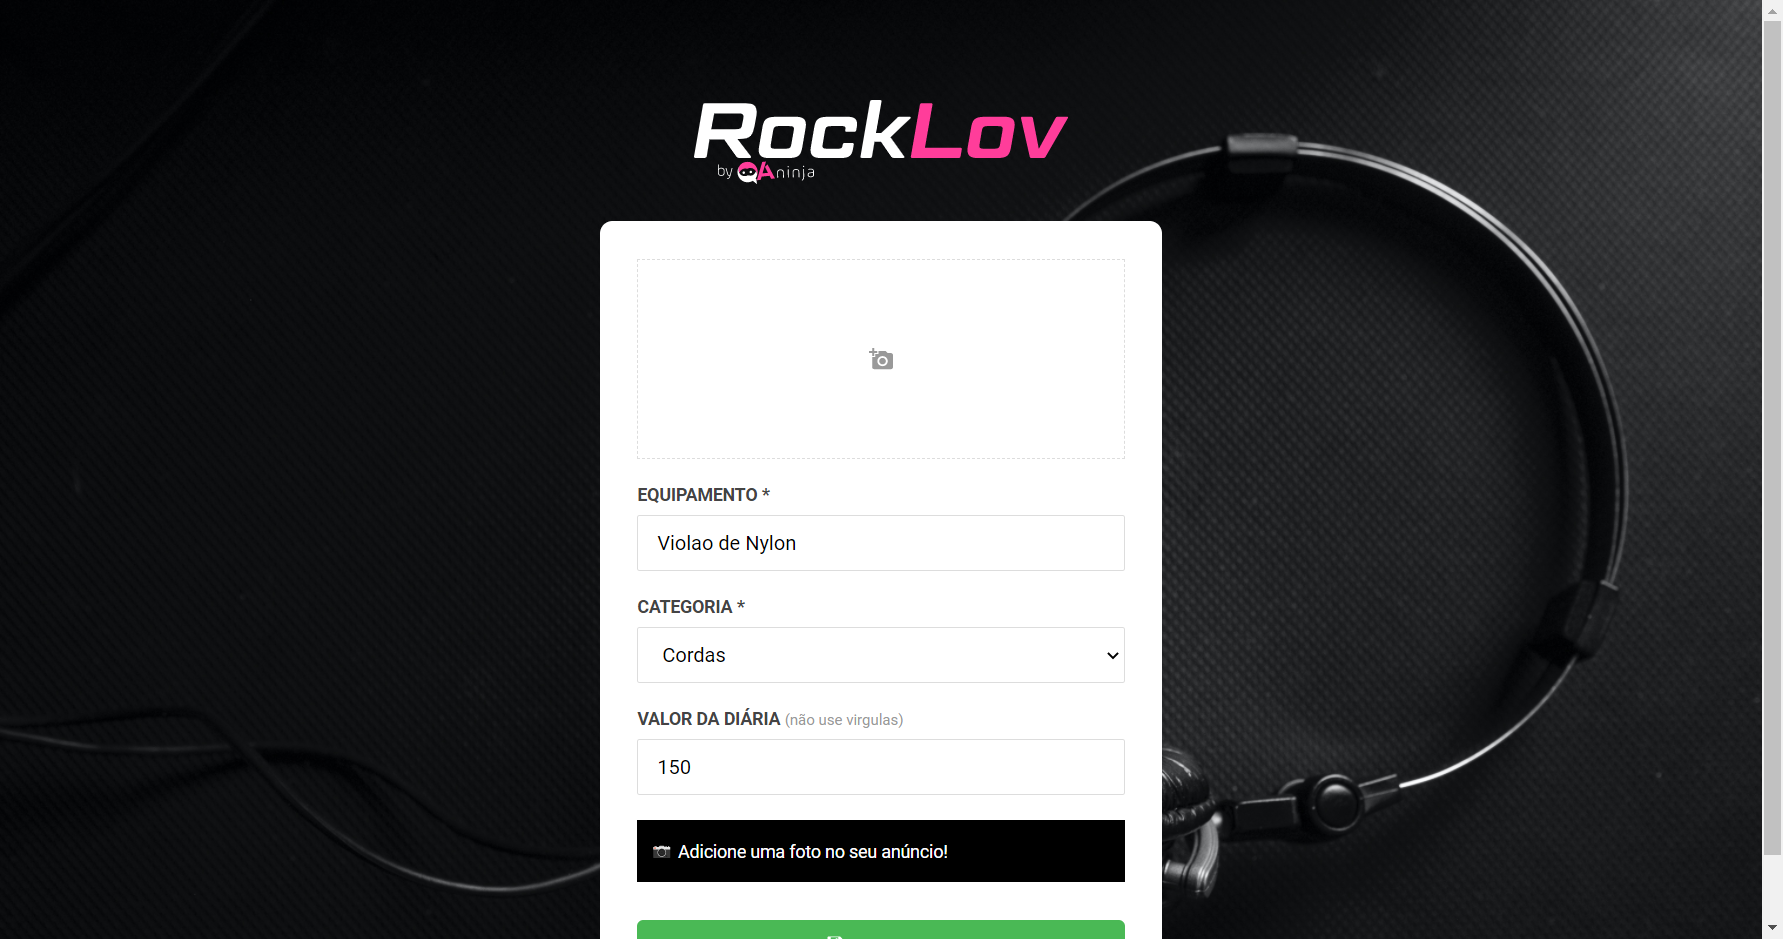 RockLov
by QAninja
EQUIPAMENTO *
Violao de Nylon
CATEGORIA *
Cordas
VALOR DA DIÁRIA (não use virgulas)
150
Adicione uma foto no seu anúncio!